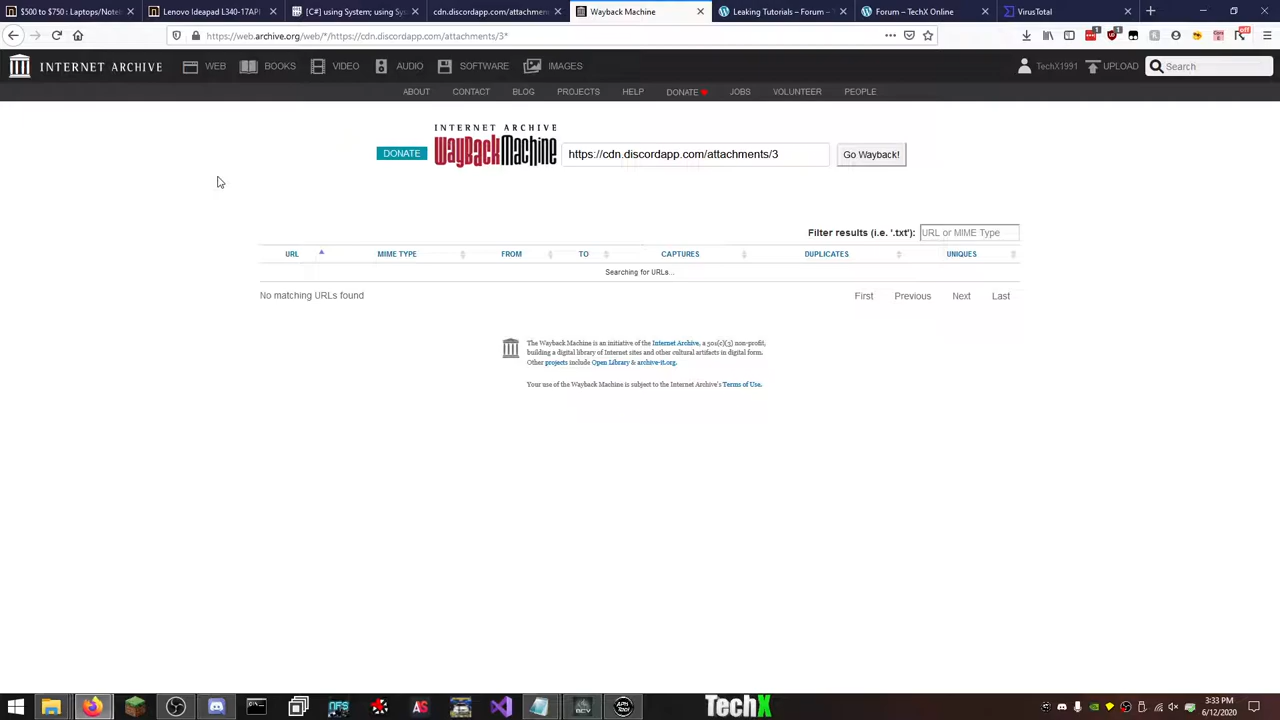 $500 to $750 : Laptops/Noteb
Lenovo Ideapad L340-17API
[C#] using System; using Sys
cdn.discordapp.com/attachment
Wayback Machine
Leaking Tutorials – Forum –
Forum – TechX Online
VirusTotal
https://web.archive.org/web/*/https://cdn.discordapp.com/attachments/3*
INTERNET ARCHIVE
WEB
BOOKS
VIDEO
AUDIO
SOFTWARE
IMAGES
TechX1991
UPLOAD
Search
ABOUT
CONTACT
BLOG
PROJECTS
HELP
DONATE
JOBS
VOLUNTEER
PEOPLE
DONATE
INTERNET ARCHIVE
WayBackMachine
https://cdn.discordapp.com/attachments/3
Go Wayback!
Filter results (i.e. '.txt'):
URL or MIME Type
URL
MIME TYPE
FROM
TO
CAPTURES
DUPLICATES
UNIQUES
Searching for URLs...
No matching URLs found
First
Previous
Next
Last
The Wayback Machine is an initiative of the Internet Archive, a 501(c)(3) non-profit,
building a digital library of Internet sites and other cultural artifacts in digital form.
Other projects include Open Library & archive-it.org.
Your use of the Wayback Machine is subject to the Internet Archive's Terms of Use.
TechX
3:33 PM
6/12/2020